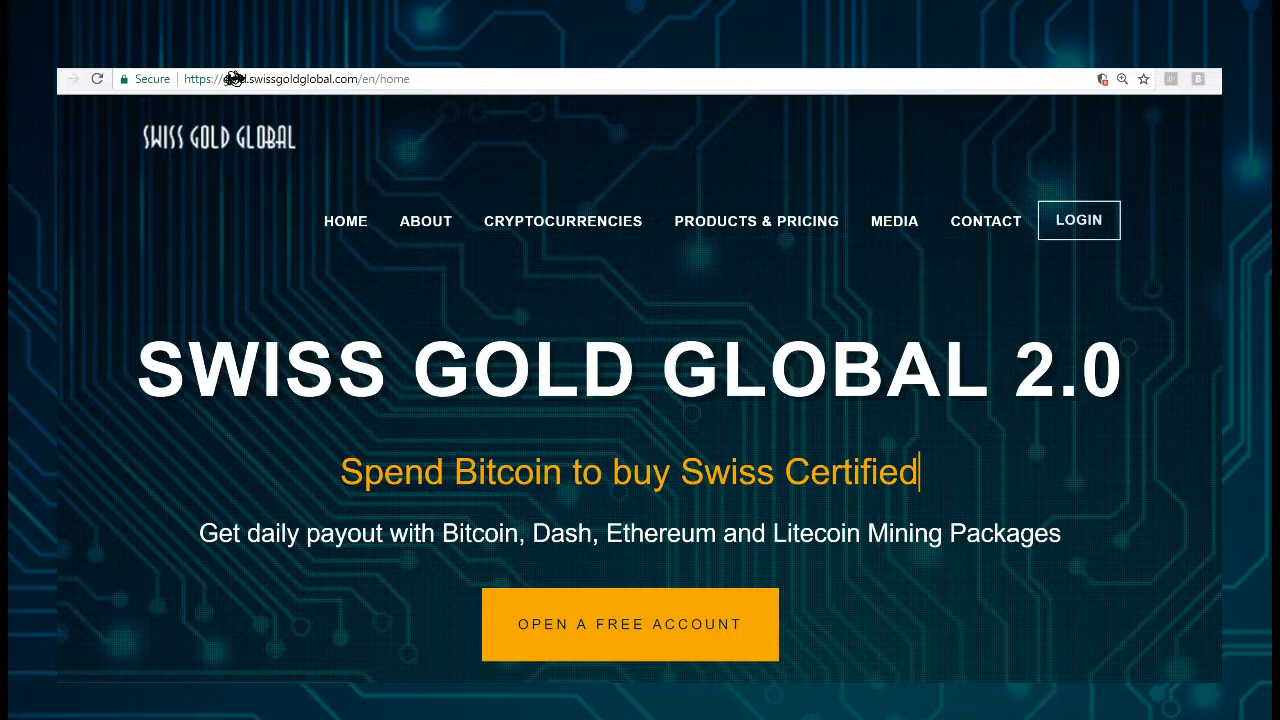 Secure https:// .swissgoldglobal.com/en/home
SWISS GOLD GLOBAL
HOME ABOUT CRYPTOCURRENCIES PRODUCTS & PRICING MEDIA CONTACT LOGIN
SWISS GOLD GLOBAL 2.0
Spend Bitcoin to buy Swiss Certified
Get daily payout with Bitcoin, Dash, Ethereum and Litecoin Mining Packages
OPEN A FREE ACCOUNT